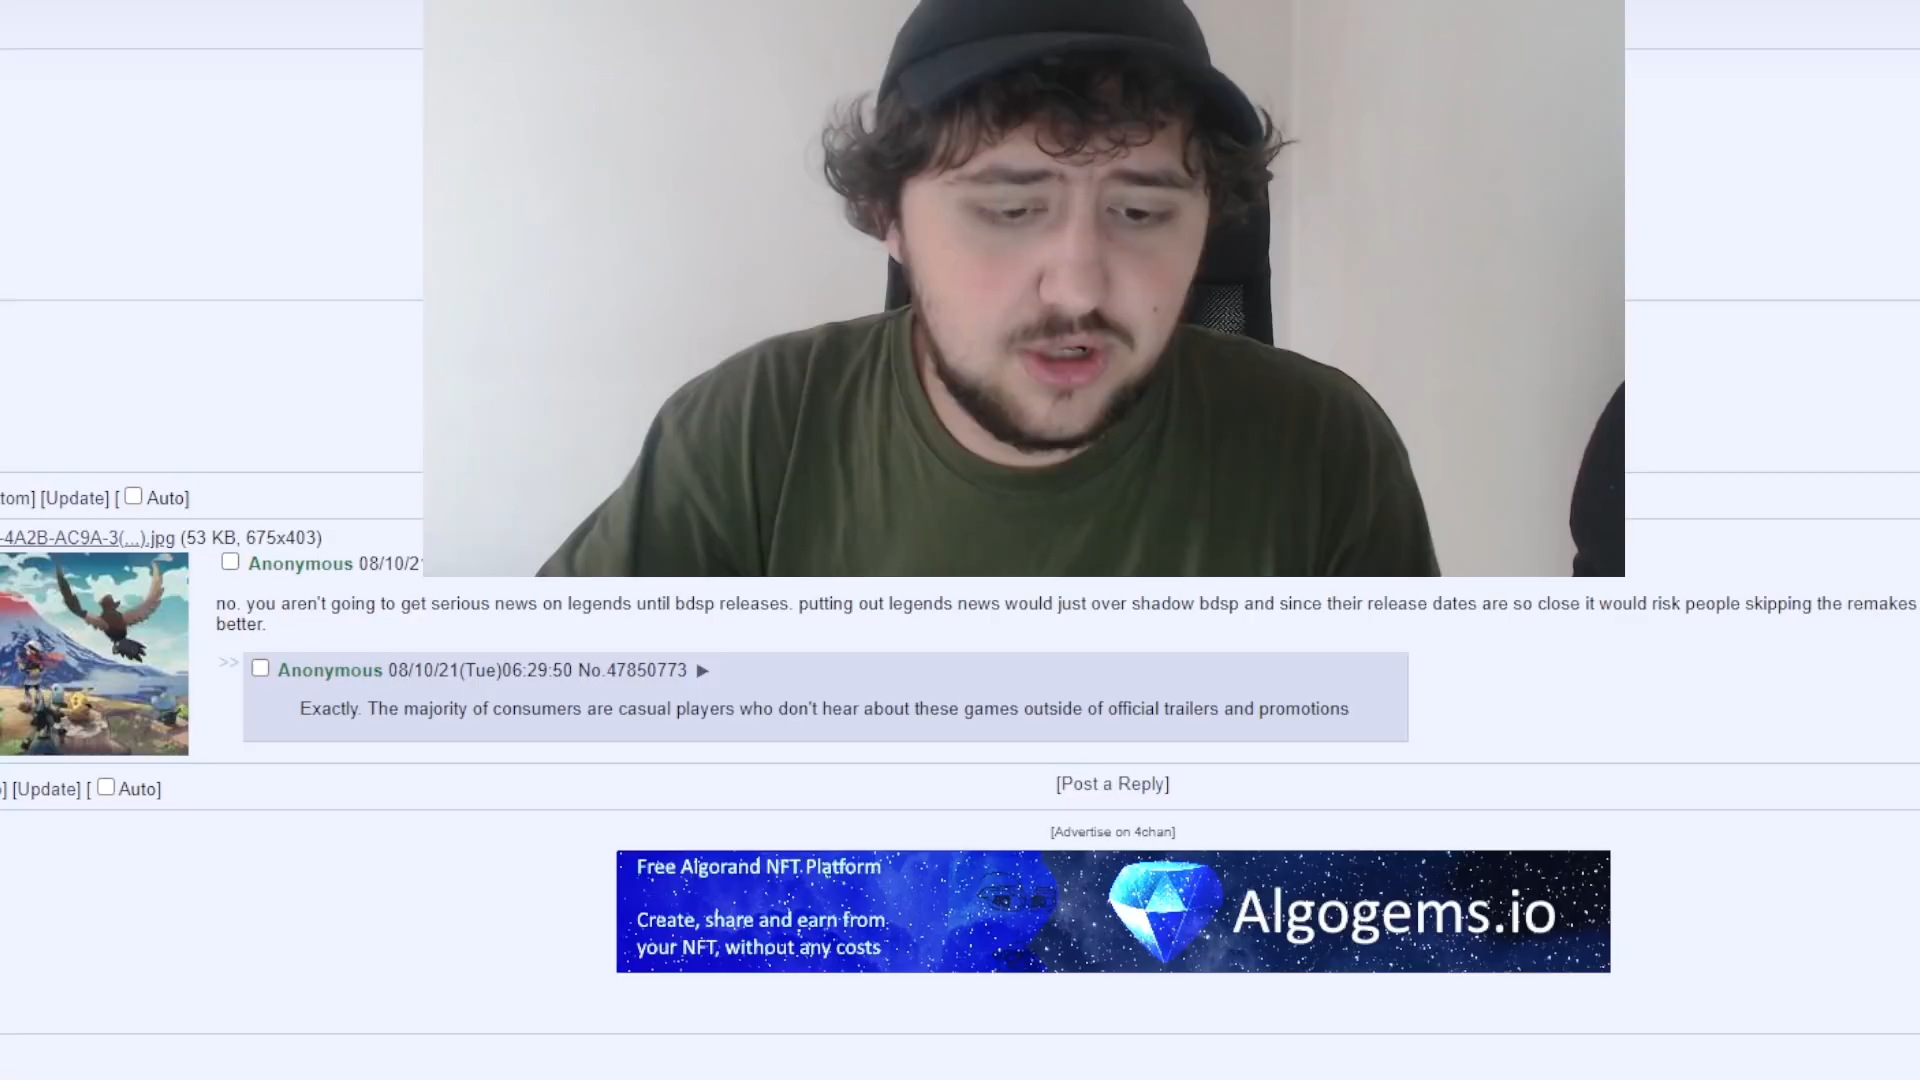 tom] [Update] [ Auto]
-4A2B-AC9A-3(...).jpg (53 KB, 675x403)
Anonymous 08/10/2
no. you aren't going to get serious news on legends until bdsp releases. putting out legends news would just over shadow bdsp and since their release dates are so close it would risk people skipping the remakes
better.
>> Anonymous 08/10/21(Tue)06:29:50 No.47850773 ▶
Exactly. The majority of consumers are casual players who don't hear about these games outside of official trailers and promotions
] [Update] [ Auto]
[Post a Reply]
[Advertise on 4chan]
Free Algorand NFT Platform
Create, share and earn from
your NFT, without any costs
Algogems.io